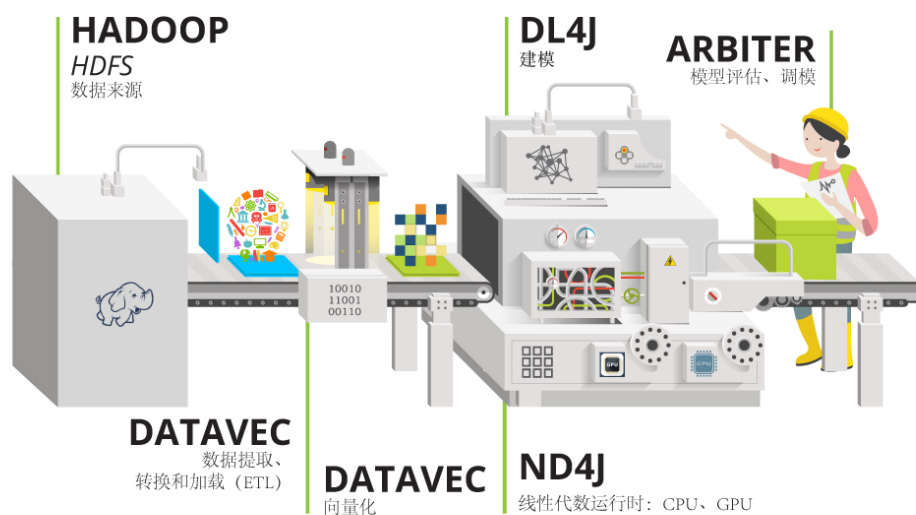 HADOOP
HDFS
数据来源
DL4J
建模
ARBITER
模型评估、调模
10010
11001
00110
GPU
CPU
DATAVEC
数据提取、
转换和加载（ETL）
DATAVEC
向量化
ND4J
线性代数运行时：CPU、GPU